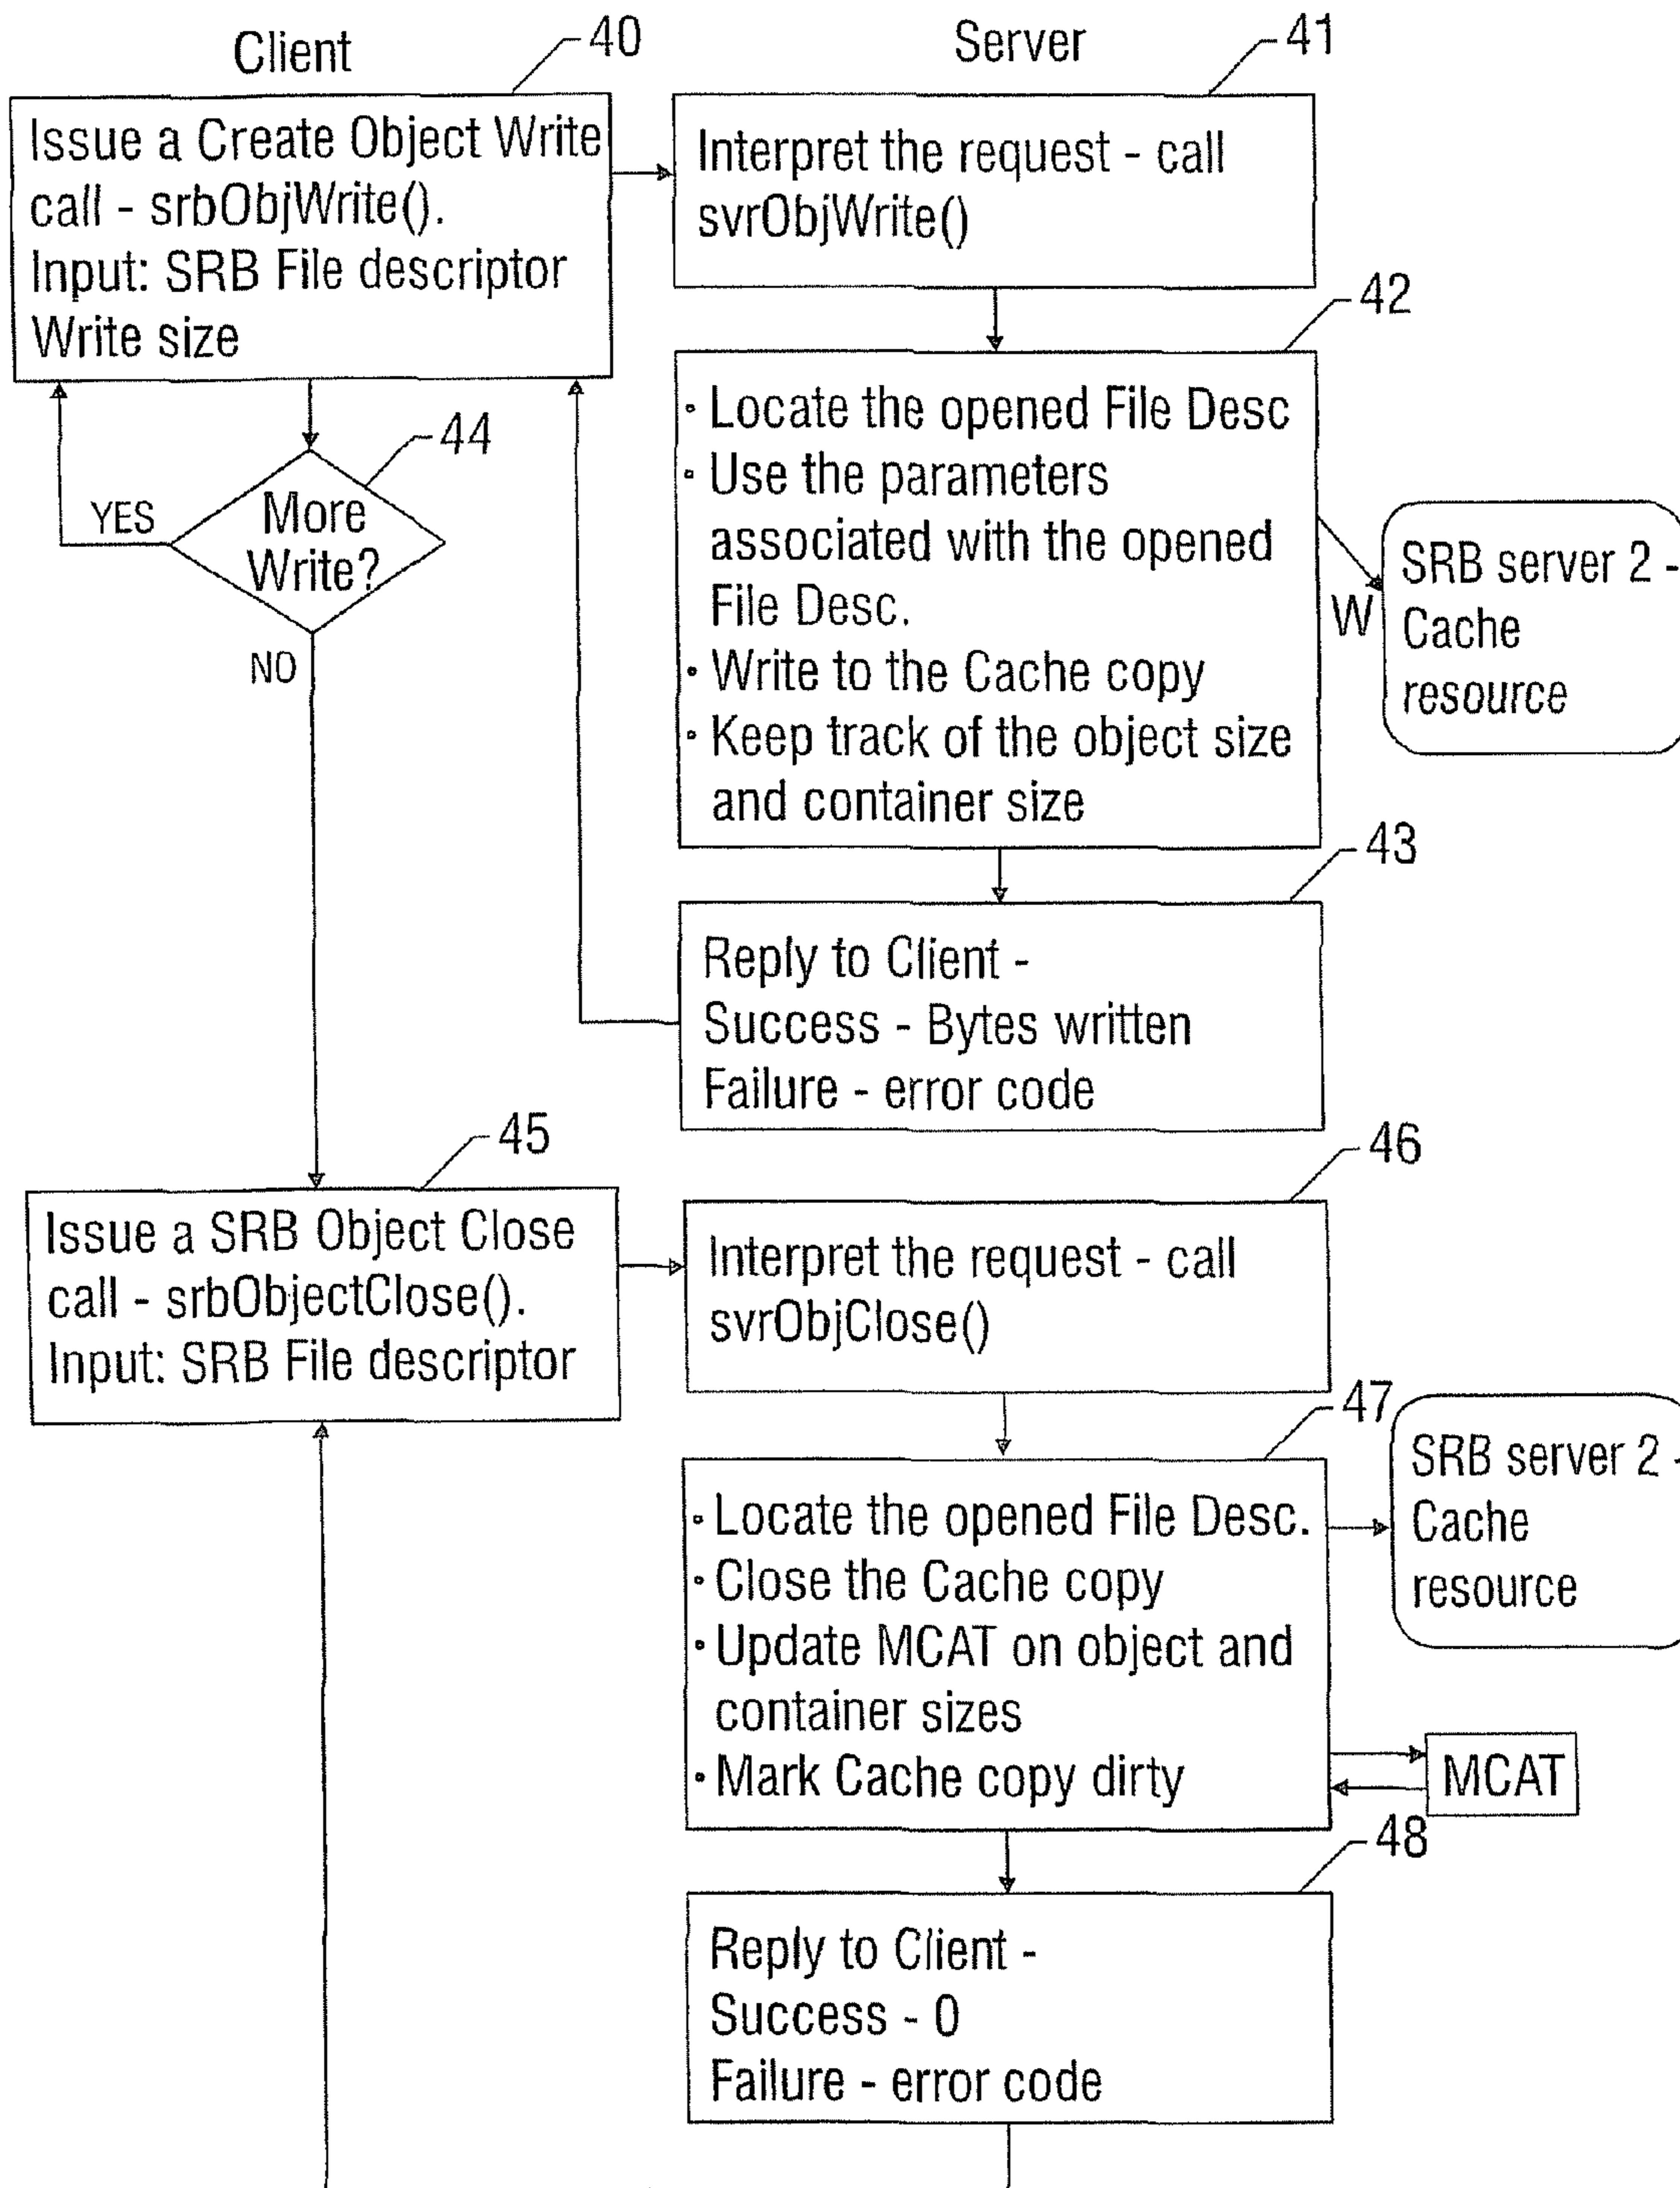 Client
40
Server
41
Issue a Create Object Write
call - srbObjWrite().
Input: SRB File descriptor
Write size
Interpret the request - call
svrObjWrite()
42
· Locate the opened File Desc
· Use the parameters
associated with the opened
File Desc.
· Write to the Cache copy
· Keep track of the object size
and container size
44
More
Write?
YES
NO
W
SRB server 2 -
Cache
resource
43
Reply to Client -
Success - Bytes written
Failure - error code
45
Issue a SRB Object Close
call - srbObjectClose().
Input: SRB File descriptor
46
Interpret the request - call
svrObjClose()
47
· Locate the opened File Desc.
· Close the Cache copy
· Update MCAT on object and
container sizes
· Mark Cache copy dirty
SRB server 2 -
Cache
resource
MCAT
48
Reply to Client -
Success - 0
Failure - error code